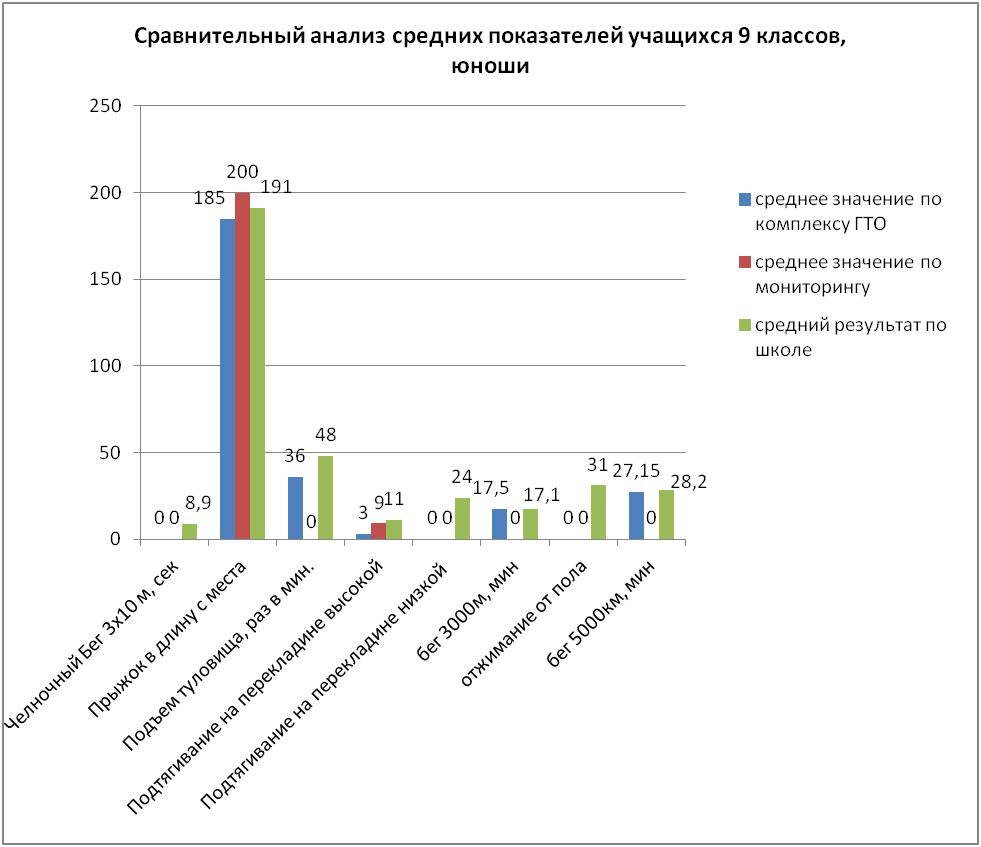 Сравнительный анализ средних показателей учащихся 9 классов,
юноши
250
200
150
100
50
0
0 0 8,9
185 200 191
36 0 48
3 9 11
0 0 24
17,5 0 17,1
0 0 31
27,15 0 28,2
Челночный Бег 3х10 м, сек
Прыжок в длину с места
Подъем туловища, раз в мин.
Подтягивание на перекладине высокой
Подтягивание на перекладине низкой
бег 3000м, мин
отжимание от пола
бег 5000км, мин
среднее значение по
комплексу ГТО
среднее значение по
мониторингу
средний результат по
школе